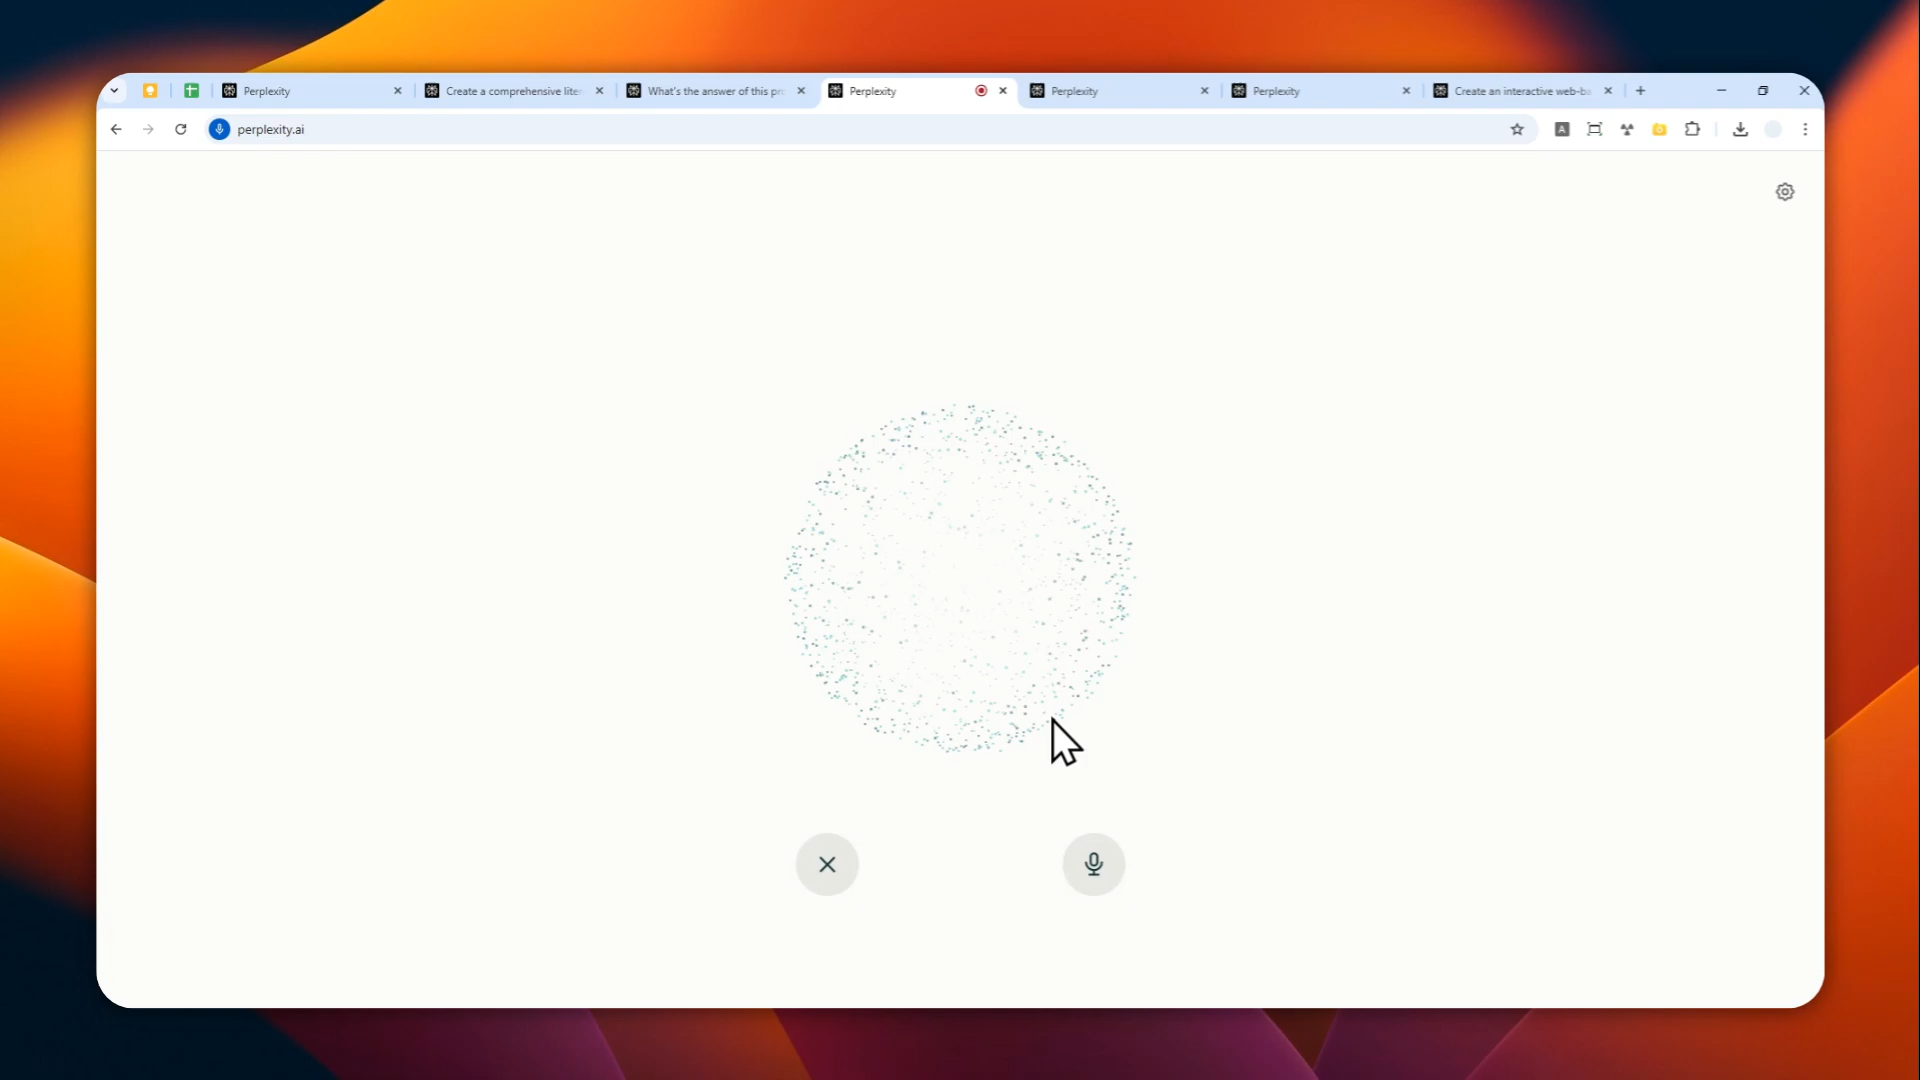 Perplexity
Create a comprehensive lite
What's the answer of this pr
Perplexity
Perplexity
Perplexity
Create an interactive web-ba
perplexity.ai
A